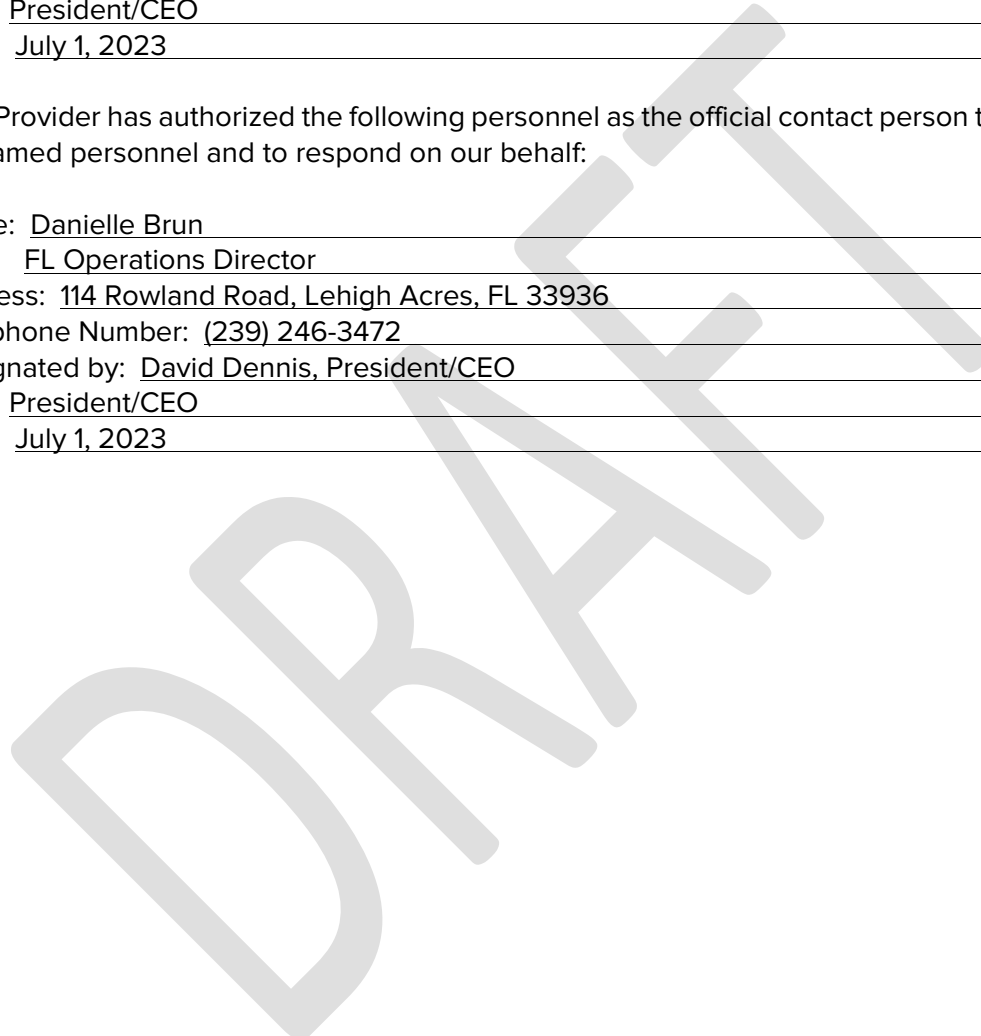 President/CEO
July 1, 2023
Provider has authorized the following personnel as the official contact person t
amed personnel and to respond on our behalf:
e: Danielle Brun
FL Operations Director
ess: 114 Rowland Road, Lehigh Acres, FL 33936
phone Number: (239) 246-3472
gnated by: David Dennis, President/CEO
President/CEO
July 1, 2023
DRAFT